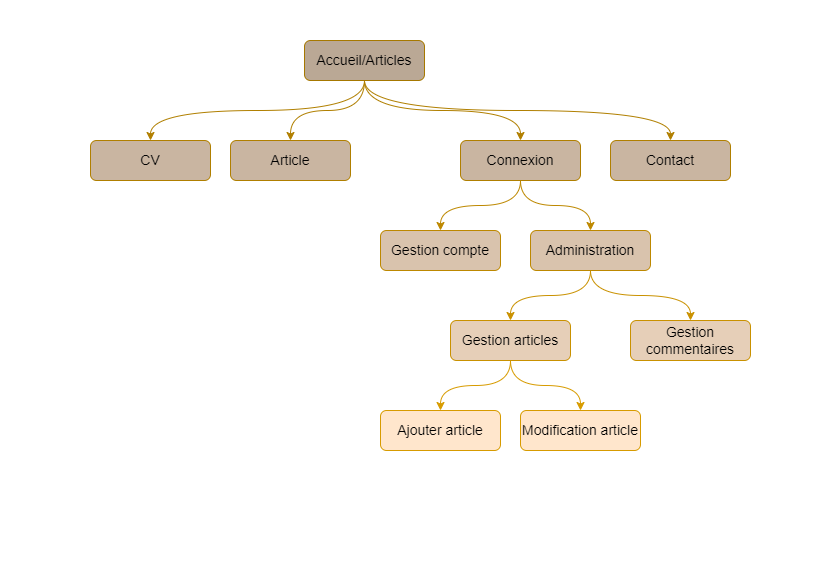 Accueil/Articles
CV
Article
Connexion
Contact
Gestion compte
Administration
Gestion articles
Gestion
commentaires
Ajouter article
Modification article